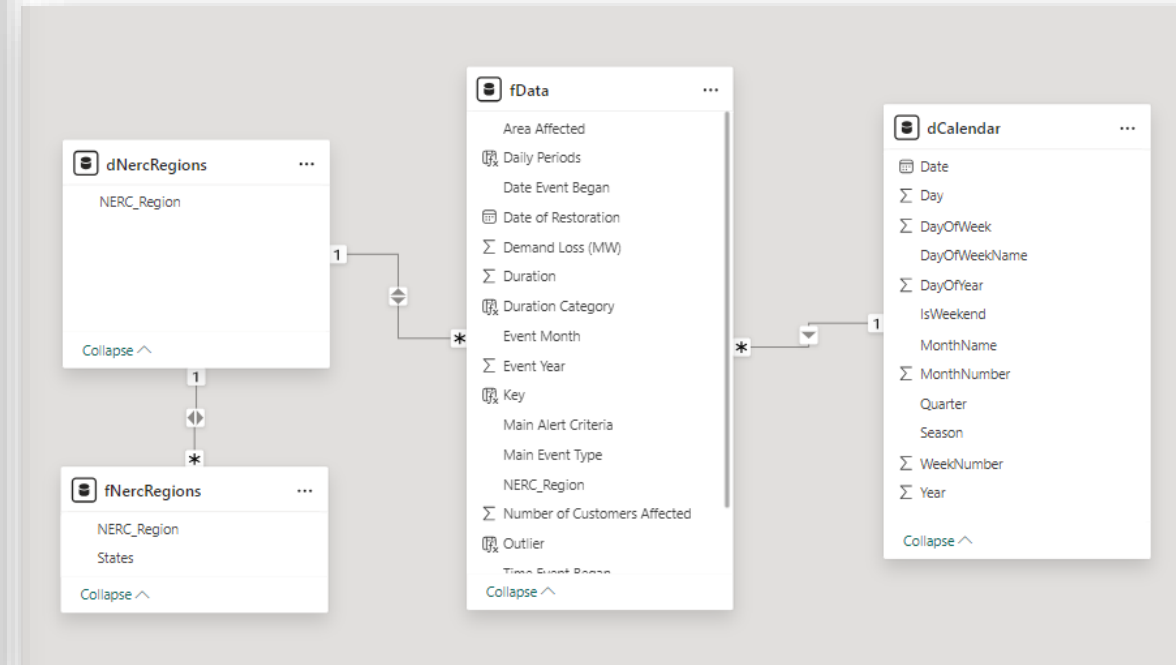 dNercRegions
NERC_Region
Collapse
1
*
1
*
fNercRegions
NERC_Region
States
Collapse
fData
Area Affected
Daily Periods
Date Event Began
Date of Restoration
Demand Loss (MW)
Duration
Duration Category
Event Month
Event Year
Key
Main Alert Criteria
Main Event Type
NERC_Region
Number of Customers Affected
Outlier
Time Event Began
Collapse
*
1
dCalendar
Date
Day
DayOfWeek
DayOfWeekName
DayOfYear
IsWeekend
MonthName
MonthNumber
Quarter
Season
WeekNumber
Year
Collapse